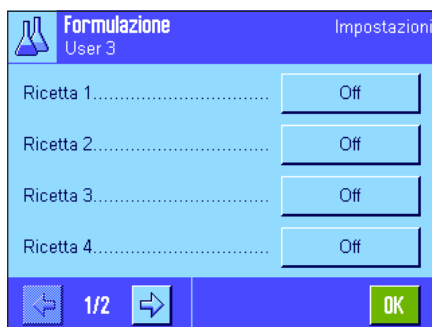 Formulazione Impostazioni
User 3
Ricetta 1.............................. Off
Ricetta 2.............................. Off
Ricetta 3.............................. Off
Ricetta 4.............................. Off
1/2 OK